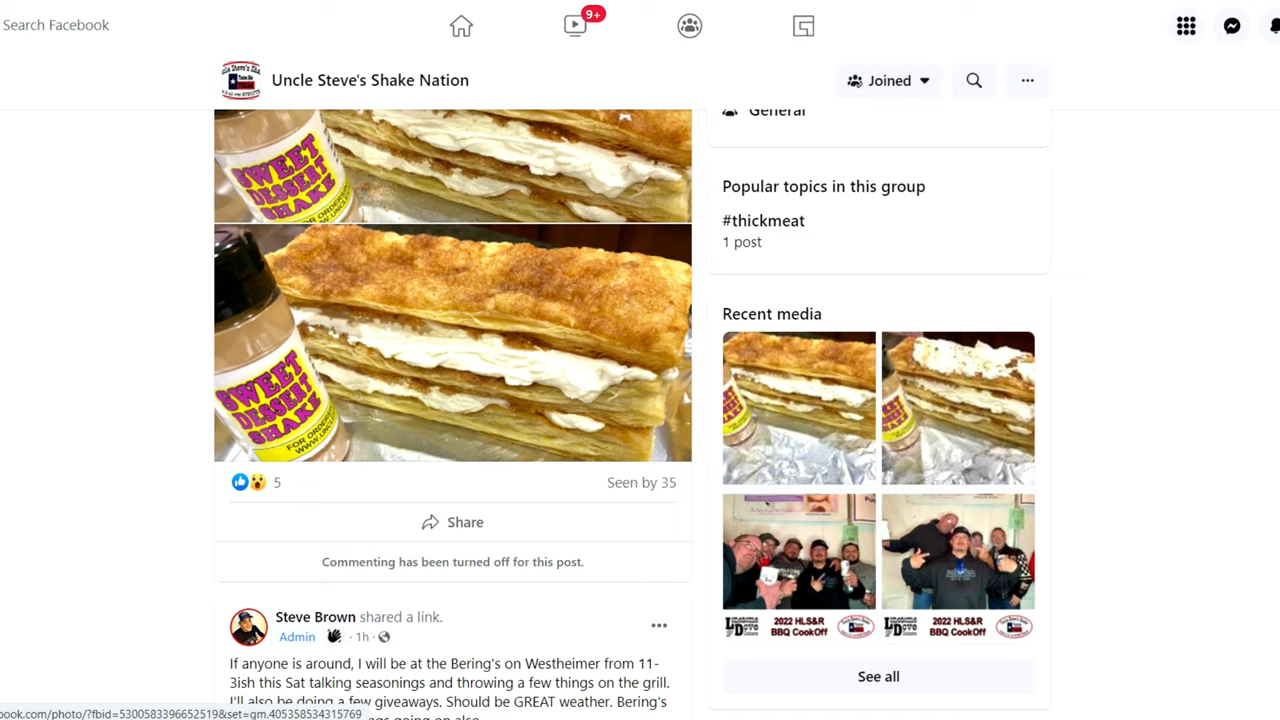 Search Facebook
9+
Uncle Steve's Shake Nation
Joined
General
SWEET
DESSERT
SHAKE
FOR ORDERING
Popular topics in this group
#thickmeat
1 post
Recent media
SWEET
DESSERT
SHAKE
FOR ORDERING
5
Seen by 35
Share
Commenting has been turned off for this post.
Steve Brown shared a link.
Admin
1h
If anyone is around, I will be at the Bering's on Westheimer from 11-
3ish this Sat talking seasonings and throwing a few things on the grill.
I'll also be doing a few giveaways. Should be GREAT weather. Bering's
2022 HLS&R
BBQ CookOff
2022 HLS&R
BBQ CookOff
See all
book.com/photo/?fbid=5300583396652519&set=gm.405358534315769